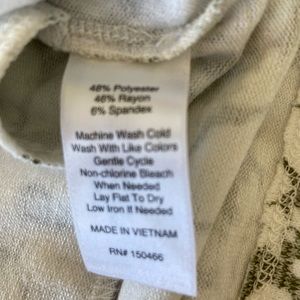 48% Polyester
46% Rayon
6% Spandex
Machine Wash Cold
Wash With Like Colors
Gentle Cycle
Non-chlorine Bleach
When Needed
Lay Flat To Dry
Low Iron If Needed
MADE IN VIETNAM
RN# 150466